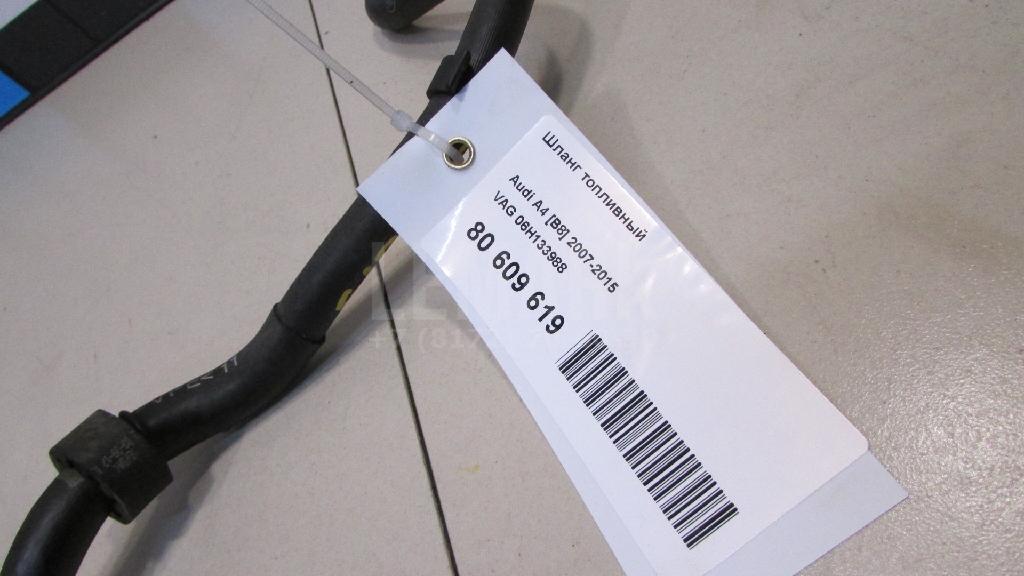 Шланг топливный
Audi A4 [B8] 2007-2015
VAG 06H133988
80 609 619